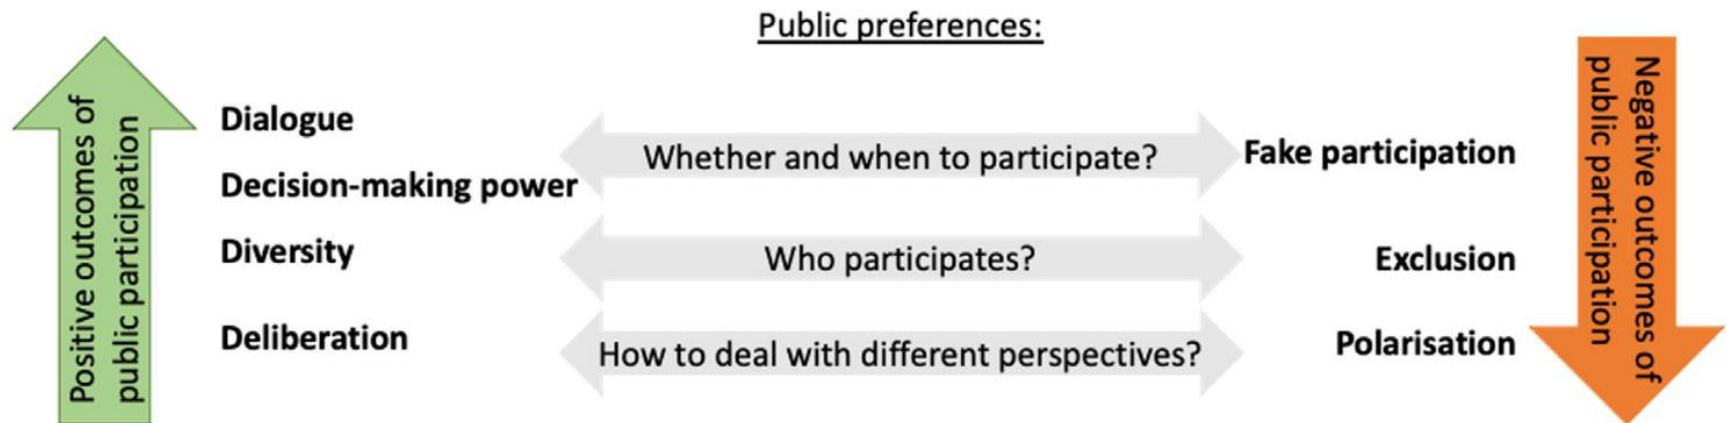 Public preferences:
Positive outcomes of
public participation
Dialogue
Decision-making power
Whether and when to participate?
Fake participation
Diversity
Who participates?
Exclusion
Deliberation
How to deal with different perspectives?
Polarisation
Negative outcomes of
public participation